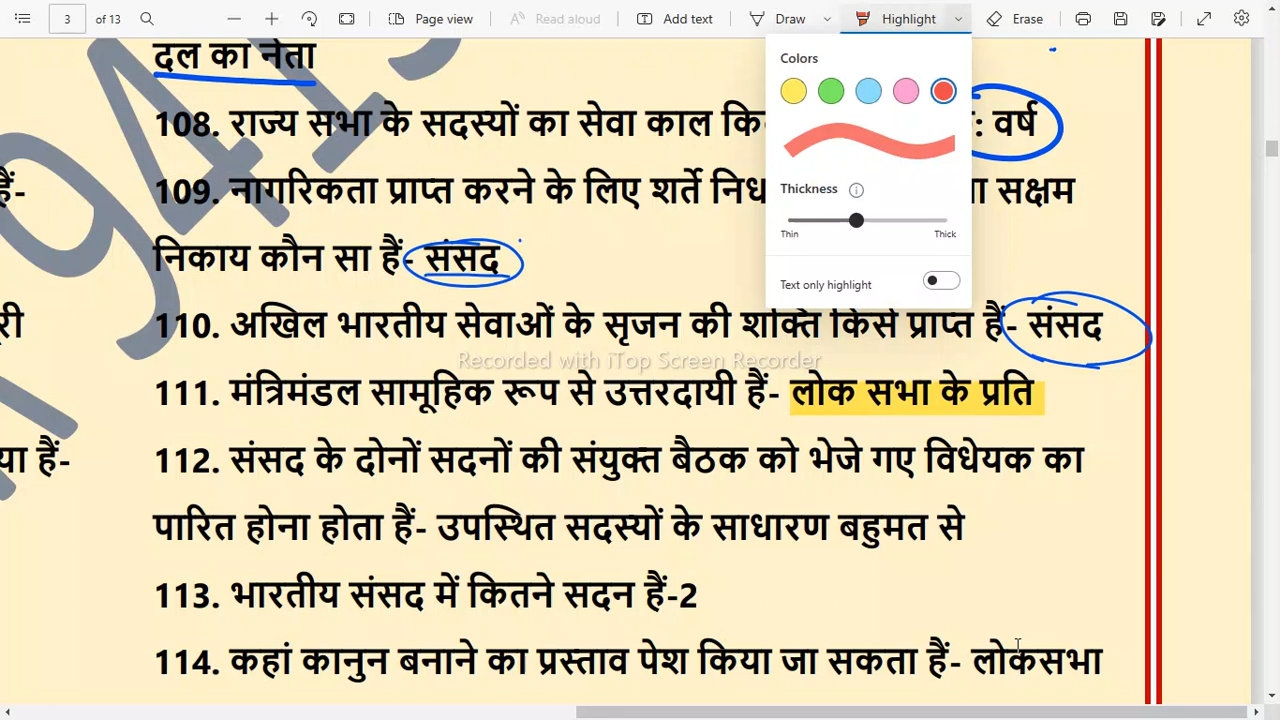 3 of 13 Page view Read aloud Add text Draw Highlight Erase
Colors
Thickness
Thin Thick
Text only highlight
दल का नेता
108. राज्य सभा के सदस्यों का सेवा काल : वर्ष
हैं- 109. नागरिकता प्राप्त करने के लिए शर्ते सक्षम
निकाय कौन सा हैं- संसद
110. अखिल भारतीय सेवाओं के सृजन की शक्ति किसे प्राप्त हैं- संसद
Recorded with iTop Screen Recorder
111. मंत्रिमंडल सामूहिक रूप से उत्तरदायी हैं- लोक सभा के प्रति
हैं- 112. संसद के दोनों सदनों की संयुक्त बैठक को भेजे गए विधेयक का
पारित होना होता हैं- उपस्थित सदस्यों के साधारण बहुमत से
113. भारतीय संसद में कितने सदन हैं-2
114. कहां कानुन बनाने का प्रस्ताव पेश किया जा सकता हैं- लोकसभा